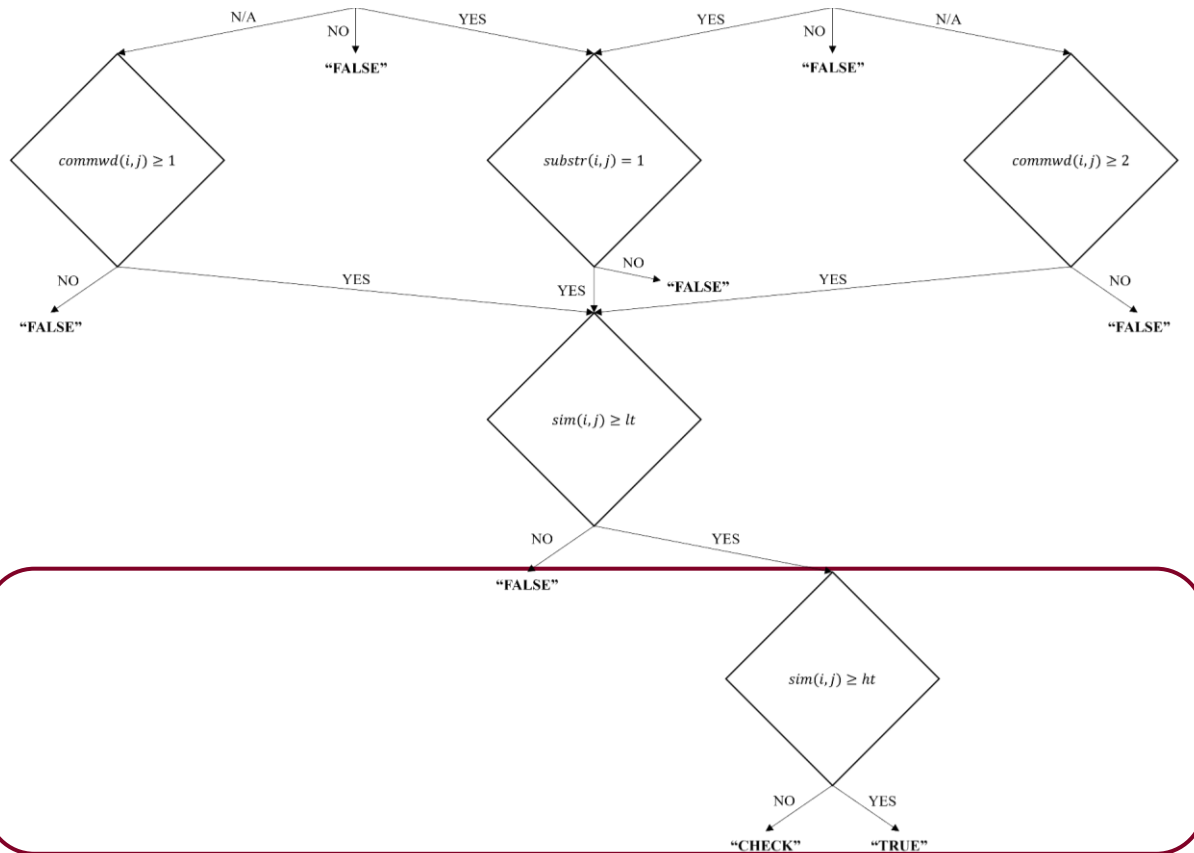 N/A
YES
YES
N/A
NO
NO
“FALSE”
“FALSE”
commwd(i,j) ≥ 1
substr(i,j) = 1
commwd(i,j) ≥ 2
NO
YES
NO
YES
NO
“FALSE”
YES
“FALSE”
“FALSE”
sim(i,j) ≥ lt
NO
YES
“FALSE”
sim(i,j) ≥ ht
NO
YES
“CHECK”
“TRUE”